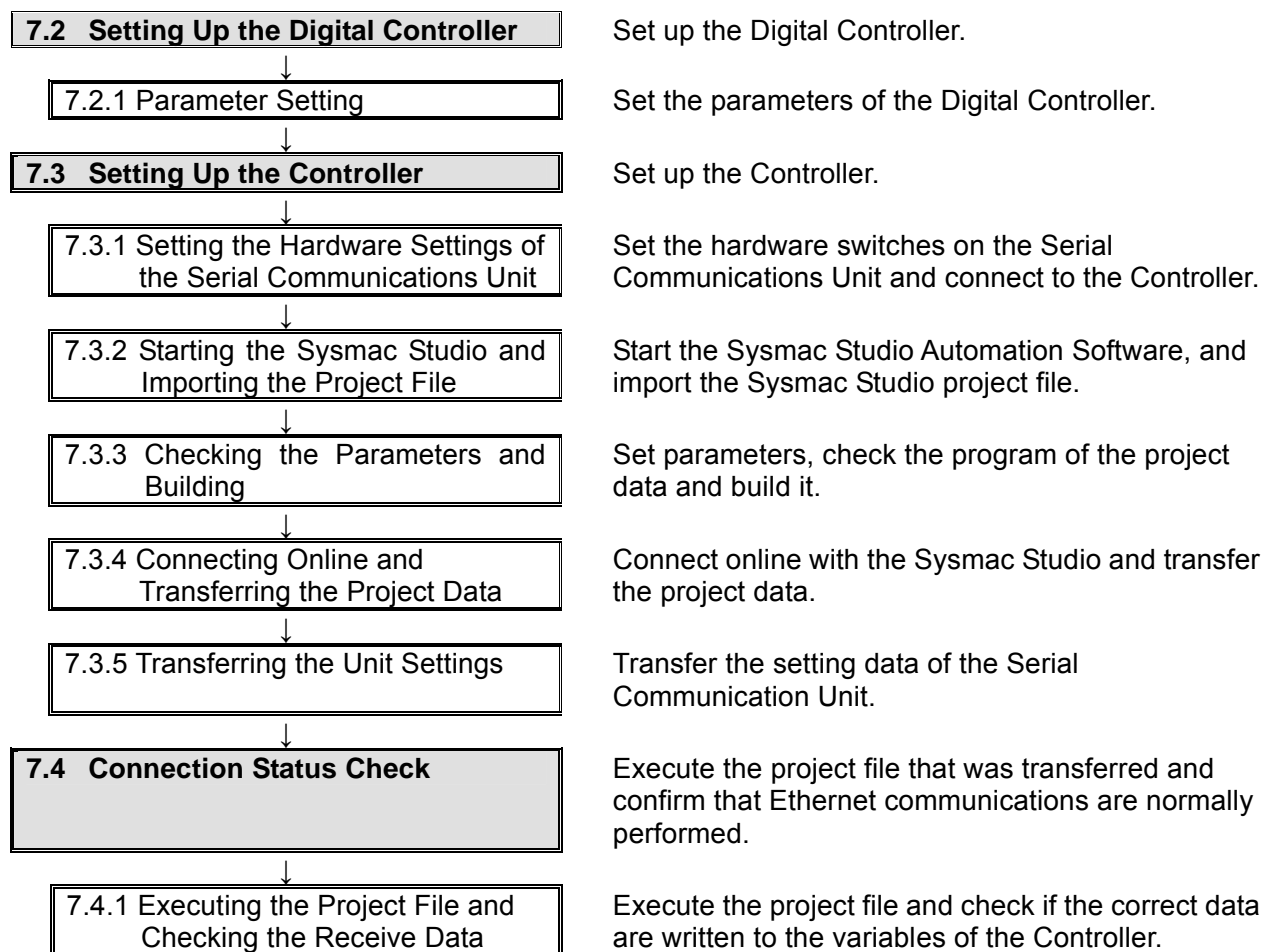 7.2 Setting Up the Digital Controller
Set up the Digital Controller.
↓
7.2.1 Parameter Setting
Set the parameters of the Digital Controller.
↓
7.3 Setting Up the Controller
Set up the Controller.
↓
7.3.1 Setting the Hardware Settings of
the Serial Communications Unit
Set the hardware switches on the Serial
Communications Unit and connect to the Controller.
↓
7.3.2 Starting the Sysmac Studio and
Importing the Project File
Start the Sysmac Studio Automation Software, and
import the Sysmac Studio project file.
↓
7.3.3 Checking the Parameters and
Building
Set parameters, check the program of the project
data and build it.
↓
7.3.4 Connecting Online and
Transferring the Project Data
Connect online with the Sysmac Studio and transfer
the project data.
↓
7.3.5 Transferring the Unit Settings
Transfer the setting data of the Serial
Communication Unit.
↓
7.4 Connection Status Check
Execute the project file that was transferred and
confirm that Ethernet communications are normally
performed.
↓
7.4.1 Executing the Project File and
Checking the Receive Data
Execute the project file and check if the correct data
are written to the variables of the Controller.